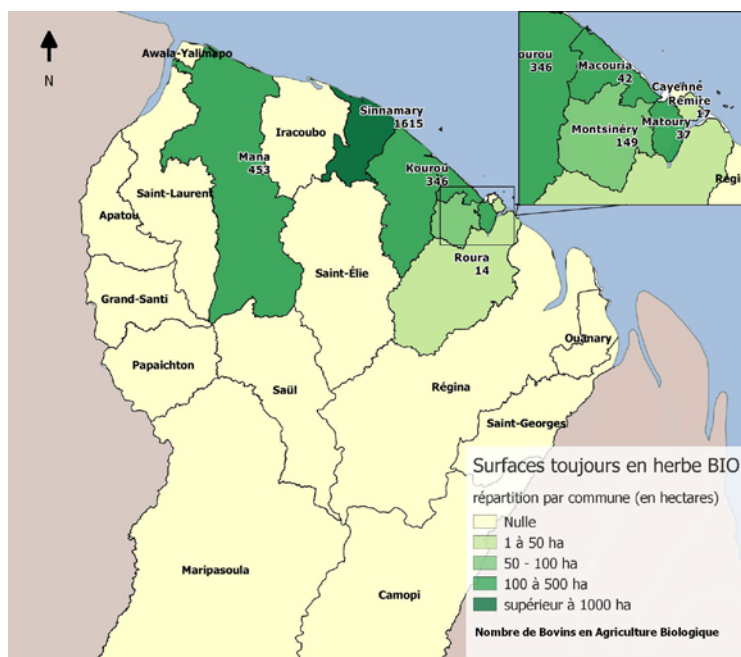 N
Awala-Yalimapo
Sinnamary
1615
Iracoubo
Mana
453
Kourou
346
Saint-Laurent
Apatou
Saint-Élie
Roura
14
Grand-Santi
Papaichton
Saül
Régina
Ouanary
Saint-Georges
Maripasoula
Camopi
ourou
346
Macouria
42
Cayenne
Rémire
17
Montsinéry
149
Matoury
37
Régi
Surfaces toujours en herbe BIO
répartition par commune (en hectares)
Nulle
1 à 50 ha
50 - 100 ha
100 à 500 ha
supérieur à 1000 ha
Nombre de Bovins en Agriculture Biologique